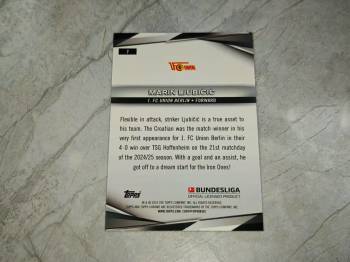 MARIN LJUBICIC
1. FC UNION BERLIN • FORWARD
Flexible in attack, striker Ljubičić is a true asset to
his team. The Croatian was the match winner in his
very first appearance for 1. FC Union Berlin in their
4-0 win over TSG Hoffenheim on the 21st matchday
of the 2024/25 season. With a goal and an assist, he
got off to a dream start for the Iron Ones!
Topps
BUNDESLIGA
OFFICIAL LICENSED PRODUCT